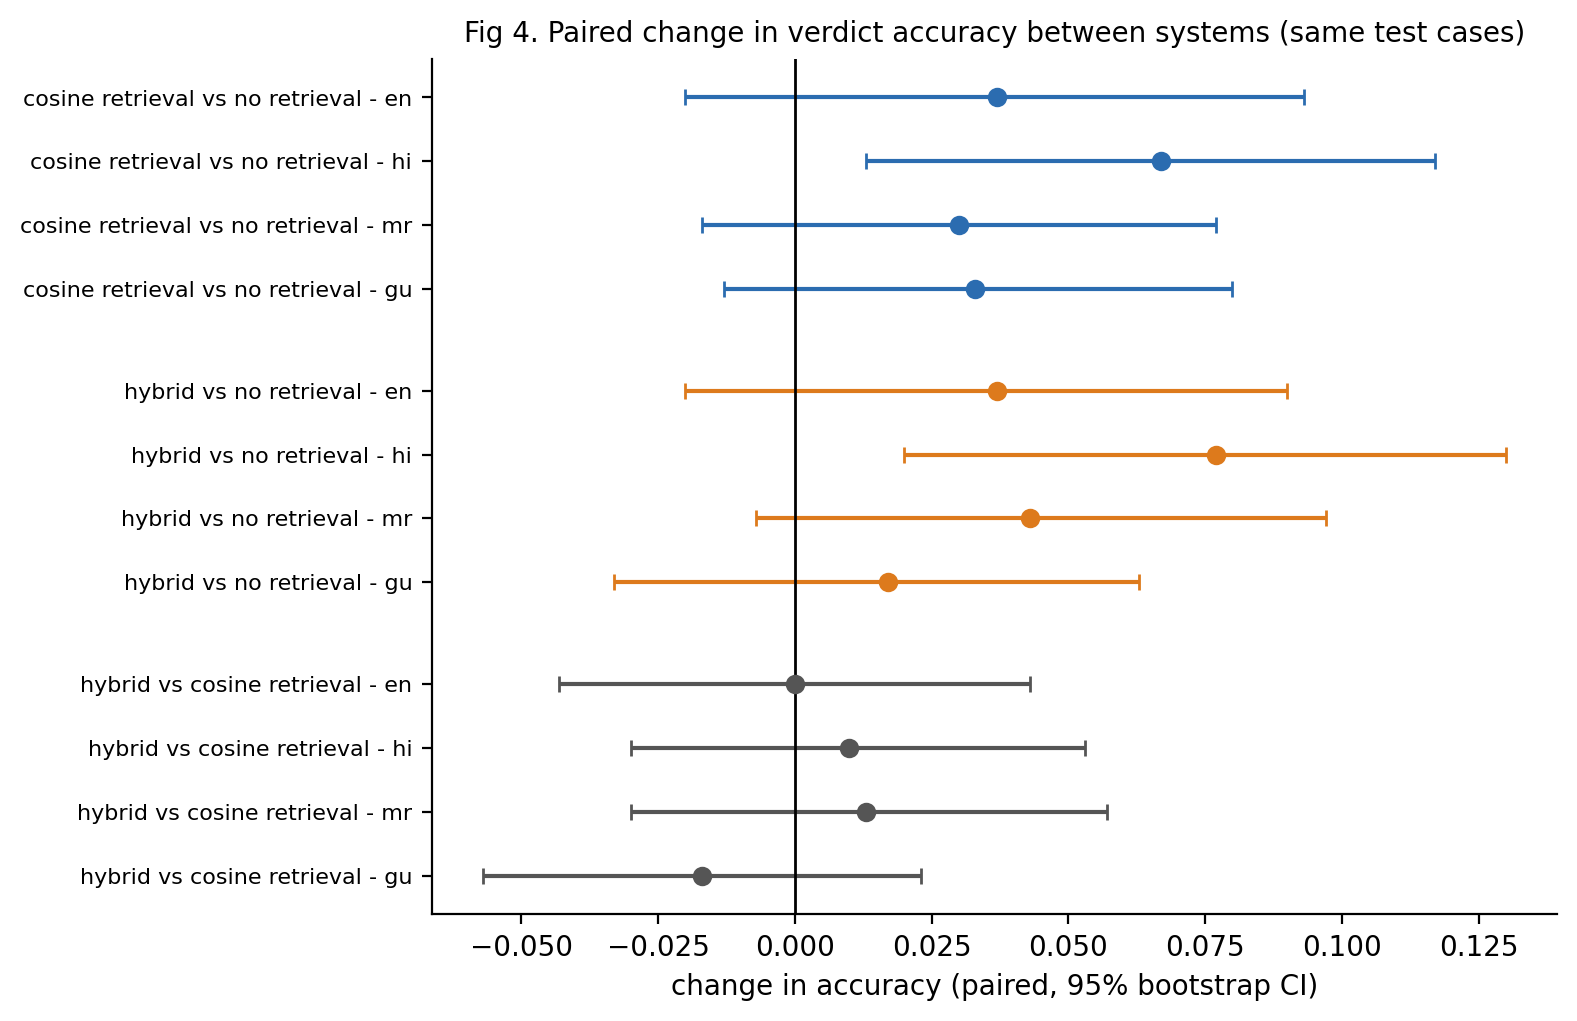 Fig 4. Paired change in verdict accuracy between systems (same test cases)
cosine retrieval vs no retrieval - en
cosine retrieval vs no retrieval - hi
cosine retrieval vs no retrieval - mr
cosine retrieval vs no retrieval - gu
hybrid vs no retrieval - en
hybrid vs no retrieval - hi
hybrid vs no retrieval - mr
hybrid vs no retrieval - gu
hybrid vs cosine retrieval - en
hybrid vs cosine retrieval - hi
hybrid vs cosine retrieval - mr
hybrid vs cosine retrieval - gu
−0.050 −0.025 0.000 0.025 0.050 0.075 0.100 0.125
change in accuracy (paired, 95% bootstrap CI)